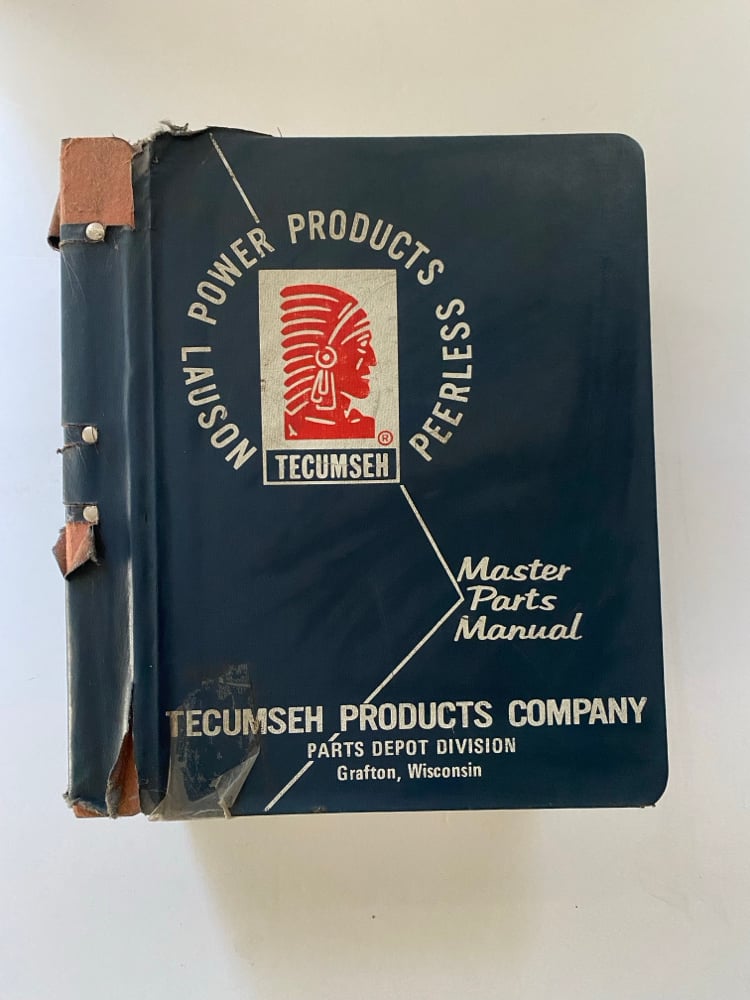 LAUSON POWER PRODUCTS PEERLESS
®
TECUMSEH
Master
Parts
Manual
TECUMSEH PRODUCTS COMPANY
PARTS DEPOT DIVISION
Grafton, Wisconsin